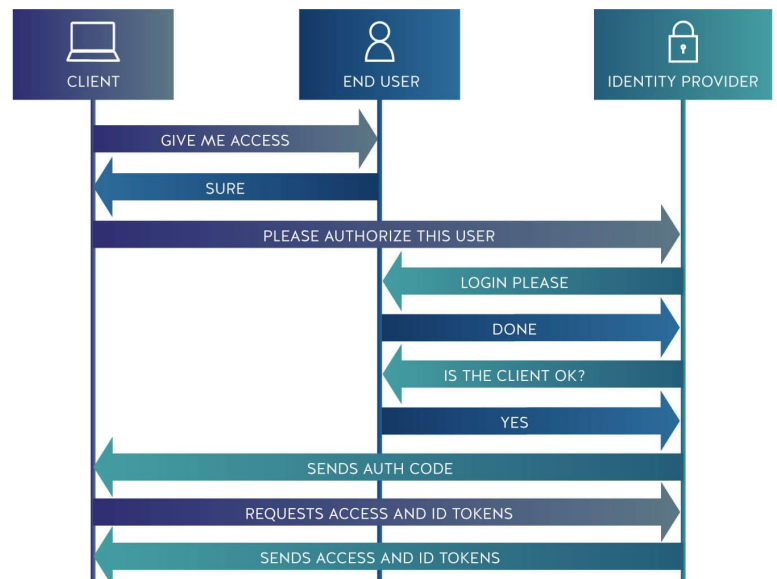 CLIENT
END USER
IDENTITY PROVIDER
GIVE ME ACCESS
SURE
PLEASE AUTHORIZE THIS USER
LOGIN PLEASE
DONE
IS THE CLIENT OK?
YES
SENDS AUTH CODE
REQUESTS ACCESS AND ID TOKENS
SENDS ACCESS AND ID TOKENS